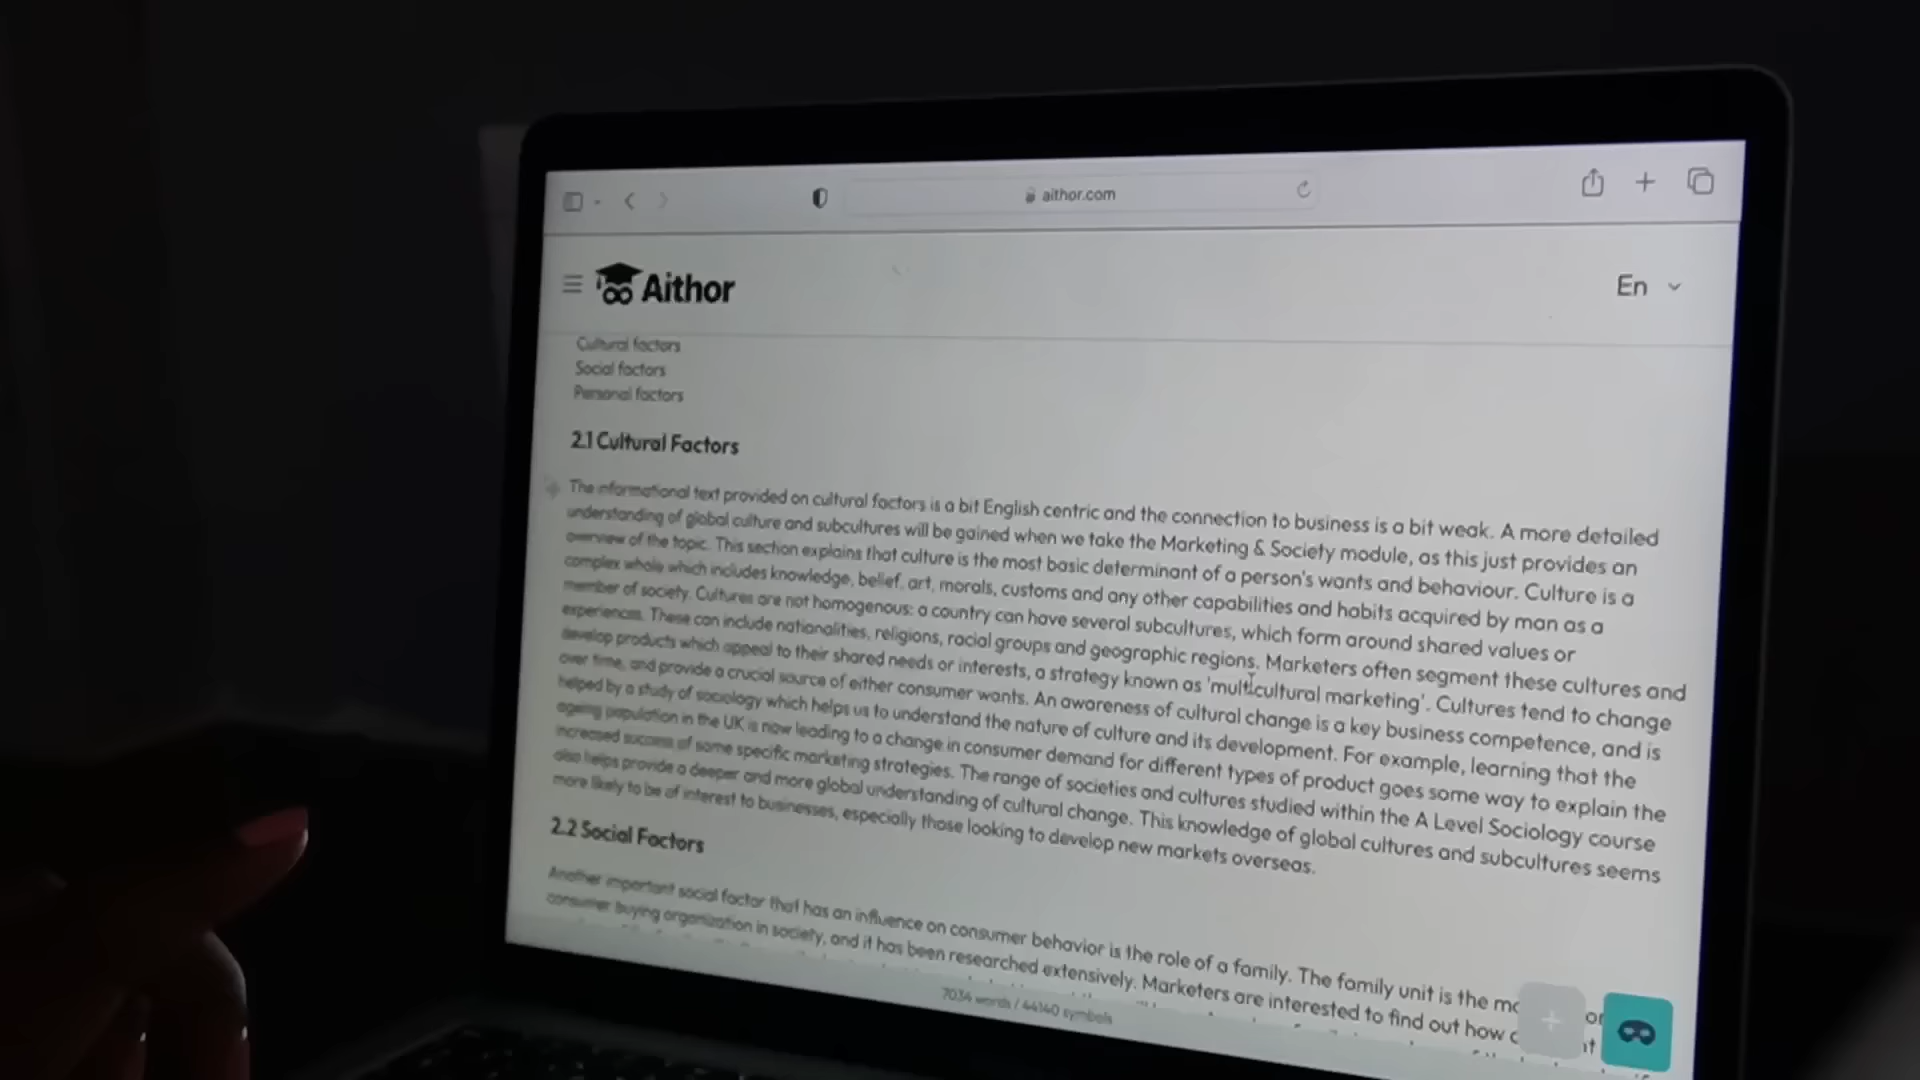 aithor.com
Aithor
En
Cultural factors
Social factors
Personal factors
2.1 Cultural Factors
The informational text provided on cultural factors is a bit English centric and the connection to business is a bit weak. A more detailed
understanding of global culture and subcultures will be gained when we take the Marketing & Society module, as this just provides an
overview of the topic. This section explains that culture is the most basic determinant of a person's wants and behaviour. Culture is a
complex whole which includes knowledge, belief, art, morals, customs and any other capabilities and habits acquired by man as a
member of society. Cultures are not homogenous: a country can have several subcultures, which form around shared values or
experiences. These can include nationalities, religions, racial groups and geographic regions. Marketers often segment these cultures and
develop products which appeal to their shared needs or interests, a strategy known as 'multicultural marketing'. Cultures tend to change
over time, and provide a crucial source of either consumer wants. An awareness of cultural change is a key business competence, and is
helped by a study of sociology which helps us to understand the nature of culture and its development. For example, learning that the
ageing population in the UK is now leading to a change in consumer demand for different types of product goes some way to explain the
increased success of some specific marketing strategies. The range of societies and cultures studied within the A Level Sociology course
also helps provide a deeper and more global understanding of cultural change. This knowledge of global cultures and subcultures seems
more likely to be of interest to businesses, especially those looking to develop new markets overseas.
2.2 Social Factors
Another important social factor that has an influence on consumer behavior is the role of a family. The family unit is the
consumer buying organization in society, and it has been researched extensively. Marketers are interested to find out how
7034 words / 44140 symbols